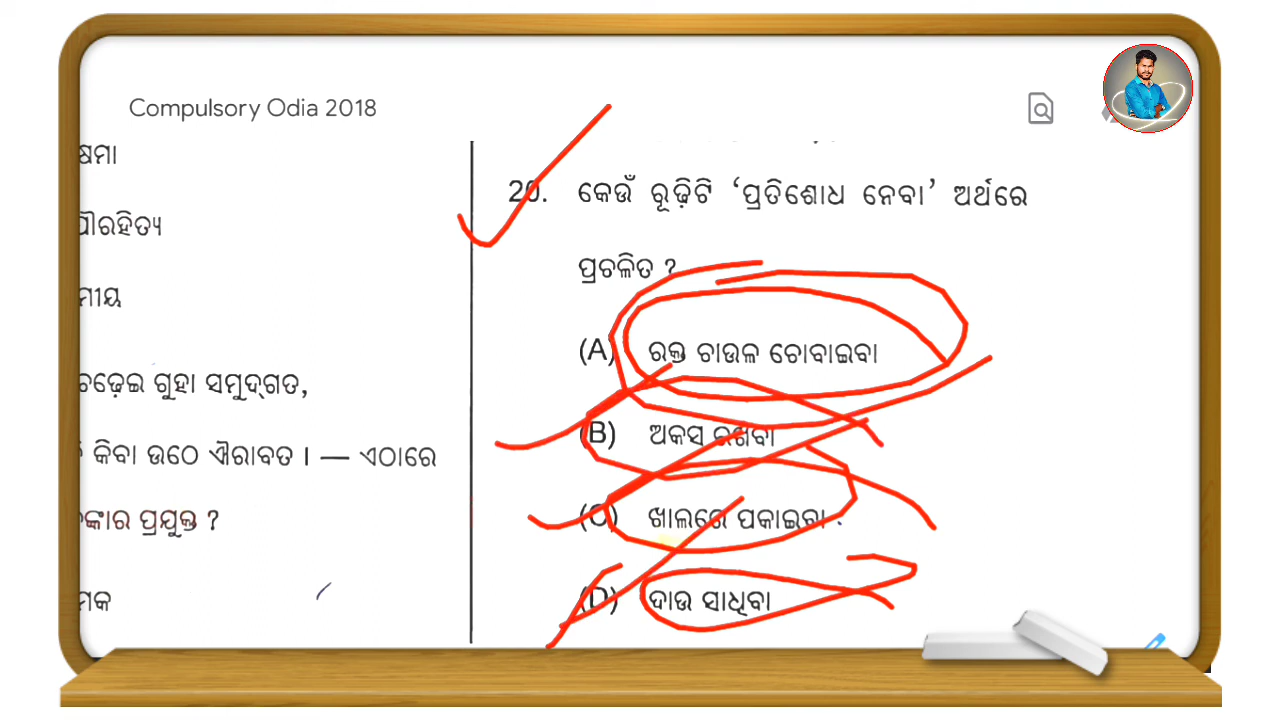 Compulsory Odia 2018
ଷମା
ପୌରହିତ୍ୟ
ମୀୟ
ଚଢ଼େଇ ଗୁହା ସମୁଦ୍‌ଗତ,
କିବା ଉଠେ ଐରାବତ । — ଏଠାରେ
ଙ୍କାର ପ୍ରଯୁକ୍ତ ?
ମକ
20. କେଉଁ ରୂଢ଼ିଟି ‘ପ୍ରତିଶୋଧ ନେବା’ ଅର୍ଥରେ
ପ୍ରଚଳିତ ?
(A) ରକ୍ତ ଚାଉଳ ଚୋବାଇବା
(B) ଅକସ ରଖିବା
(C) ଖାଲରେ ପକାଇବା
(D) ଦାଉ ସାଧିବା